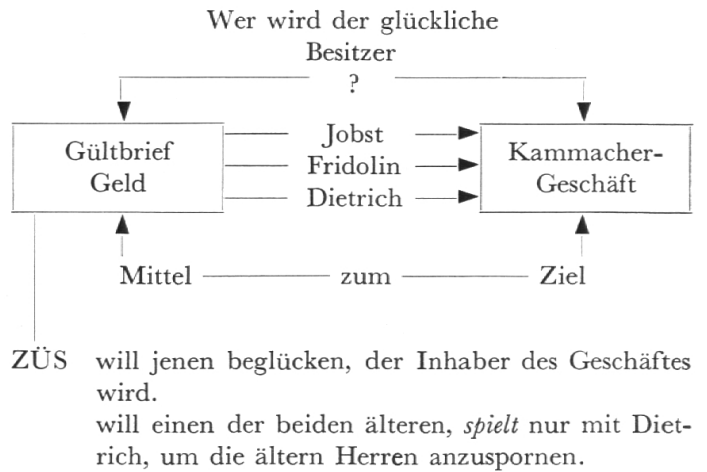 Wer wird der glückliche
Besitzer
?
Gültbrief
Geld
Jobst
Fridolin
Dietrich
Kammacher-
Geschäft
Mittel zum Ziel
ZÜS will jenen beglücken, der Inhaber des Geschäftes
wird.
will einen der beiden älteren, spielt nur mit Diet-
rich, um die ältern Herren anzuspornen.